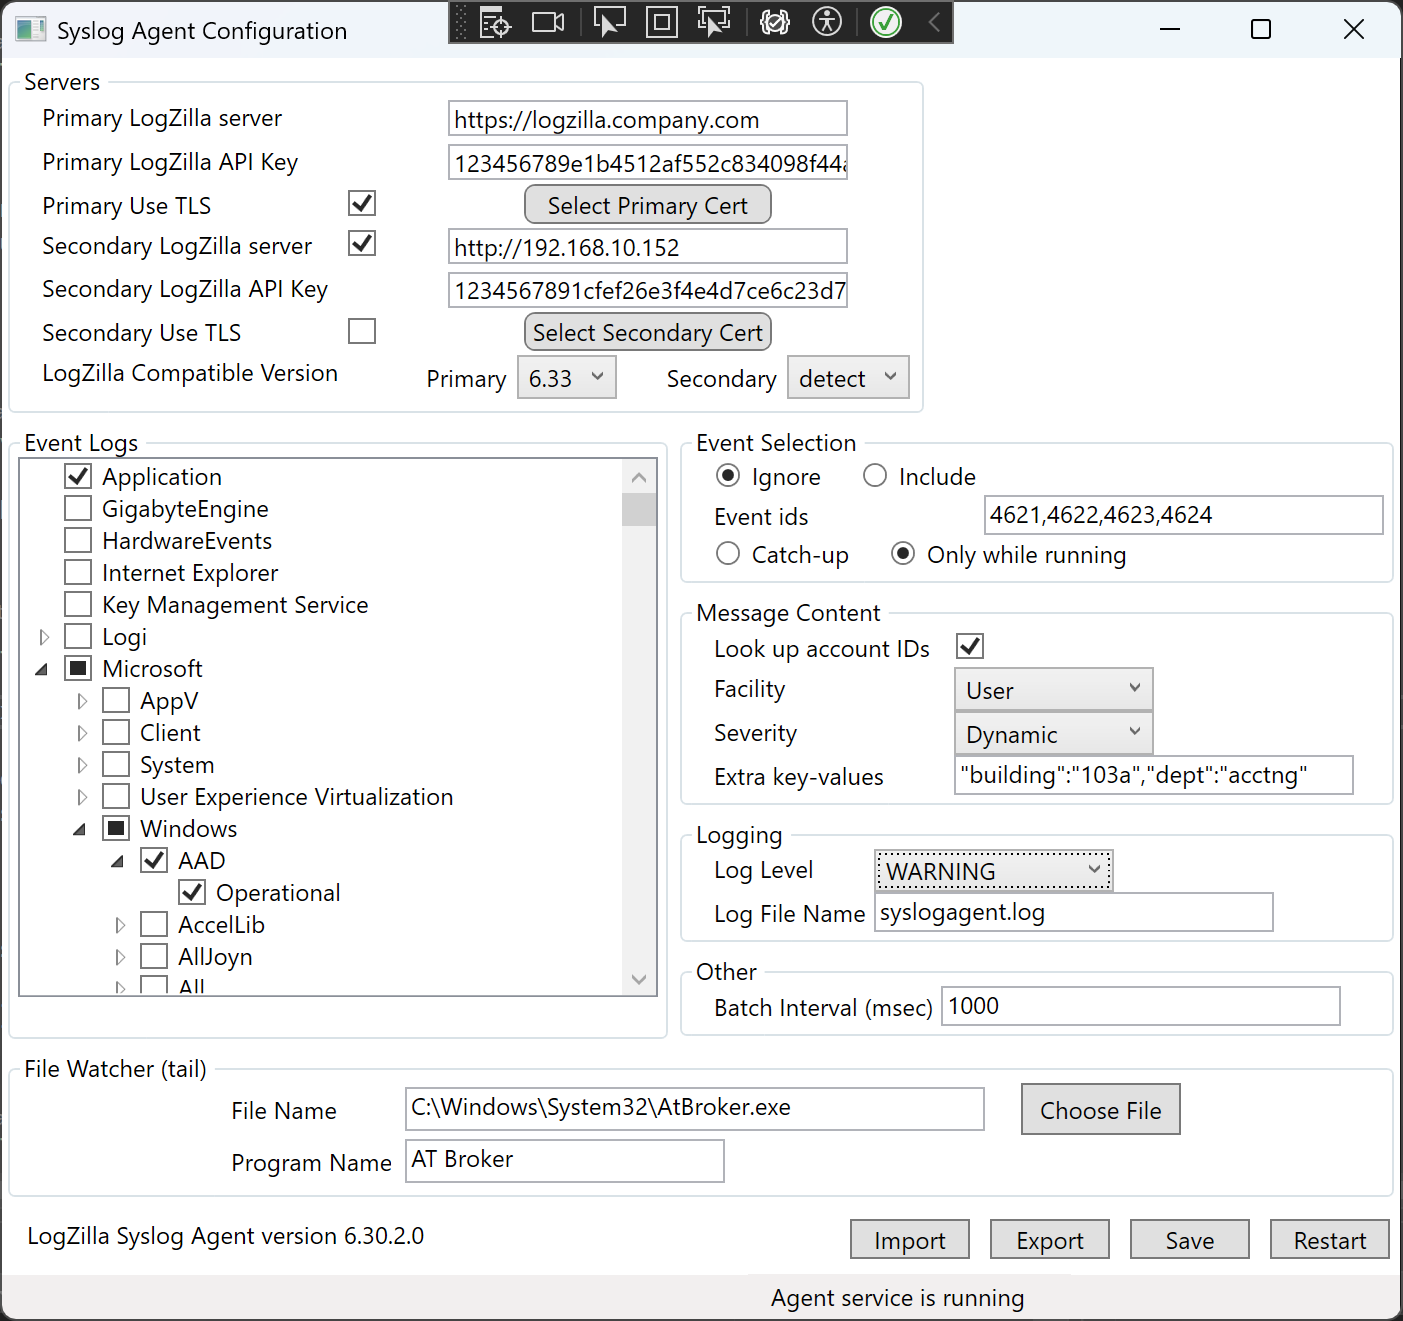 Syslog Agent Configuration
Servers
Primary LogZilla server
https://logzilla.company.com
Primary LogZilla API Key
123456789e1b4512af552c834098f44a
Primary Use TLS
Select Primary Cert
Secondary LogZilla server
http://192.168.10.152
Secondary LogZilla API Key
1234567891cfef26e3f4e4d7ce6c23d7
Secondary Use TLS
Select Secondary Cert
LogZilla Compatible Version
Primary
6.33
Secondary
detect
Event Logs
Application
GigabyteEngine
HardwareEvents
Internet Explorer
Key Management Service
Logi
Microsoft
AppV
Client
System
User Experience Virtualization
Windows
AAD
Operational
AccelLib
AllJoyn
All
Event Selection
Ignore
Include
Event ids
4621,4622,4623,4624
Catch-up
Only while running
Message Content
Look up account IDs
Facility
User
Severity
Dynamic
Extra key-values
"building":"103a","dept":"acctng"
Logging
Log Level
WARNING
Log File Name
syslogagent.log
Other
Batch Interval (msec)
1000
File Watcher (tail)
File Name
C:\Windows\System32\AtBroker.exe
Choose File
Program Name
AT Broker
LogZilla Syslog Agent version 6.30.2.0
Import
Export
Save
Restart
Agent service is running